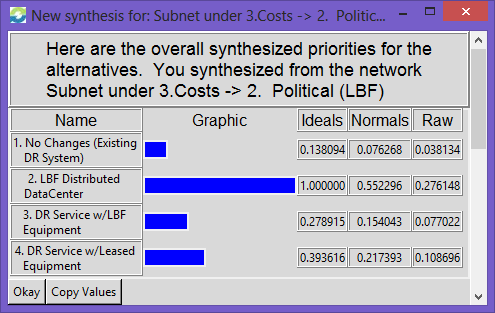 New synthesis for: Subnet under 3.Costs -> 2.  Politic...
Here are the overall synthesized priorities for the
alternatives.  You synthesized from the network
Subnet under 3.Costs -> 2.  Political (LBF)
Name Graphic Ideals Normals Raw
1. No Changes (Existing
DR System)
0.138094 0.076268 0.038134
2. LBF Distributed
DataCenter
1.000000 0.552296 0.276148
3. DR Service w/LBF
Equipment
0.278915 0.154043 0.077022
4. DR Service w/Leased
Equipment
0.393616 0.217393 0.108696
Okay Copy Values